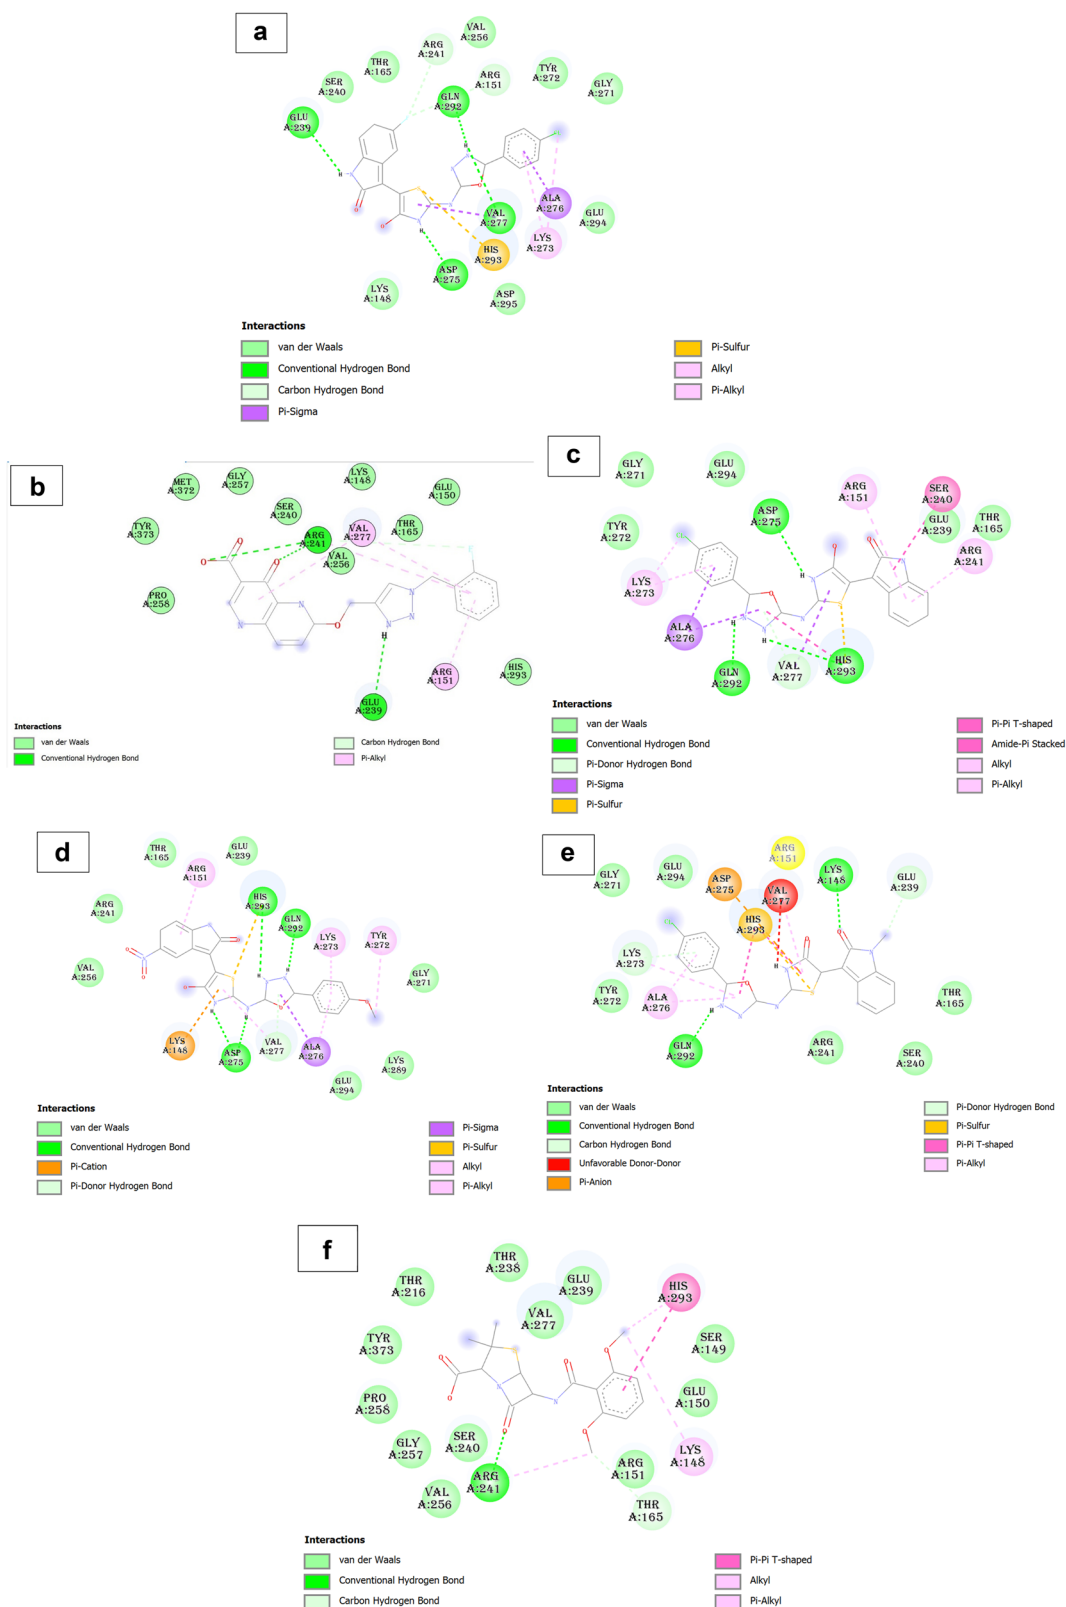 a
VAL
A:256
ARG
A:241
THR
A:165
ARG
A:151
TYR
A:272
SER
A:240
GLN
A:292
GLY
A:271
GLU
A:239
H
H
N
N
N
O
O
N
S
N
VAL
A:277
ALA
A:276
GLU
A:294
O
N
H
LYS
A:273
HIS
A:293
ASP
A:275
LYS
A:148
ASP
A:295
Interactions
van der Waals
Conventional Hydrogen Bond
Carbon Hydrogen Bond
Pi-Sigma
Pi-Sulfur
Alkyl
Pi-Alkyl
b
MET
A:372
GLY
A:257
LYS
A:148
GLU
A:150
TYR
A:373
SER
A:240
ARG
A:241
VAL
A:277
THR
A:165
VAL
A:256
PRO
A:258
O
O
O
N
N
N
N
N
O
H
ARG
A:151
HIS
A:293
GLU
A:239
Interactions
van der Waals
Conventional Hydrogen Bond
Carbon Hydrogen Bond
Pi-Alkyl
c
GLY
A:271
GLU
A:294
ARG
A:151
SER
A:240
ASP
A:275
GLU
A:239
THR
A:165
TYR
A:272
ARG
A:241
LYS
A:273
O
O
N
H
N
O
N
S
N
N
H
H
ALA
A:276
GLN
A:292
VAL
A:277
HIS
A:293
Interactions
van der Waals
Conventional Hydrogen Bond
Pi-Donor Hydrogen Bond
Pi-Sigma
Pi-Sulfur
Pi-Pi T-shaped
Amide-Pi Stacked
Alkyl
Pi-Alkyl
d
THR
A:165
GLU
A:239
ARG
A:151
HIS
A:293
ARG
A:241
GLN
A:292
LYS
A:273
TYR
A:272
VAL
A:256
GLY
A:271
O
N
O
N
O
S
H
H
N
N
O
N
N
H
H
O
O
LYS
A:148
ASP
A:275
VAL
A:277
ALA
A:276
LYS
A:289
GLU
A:294
Interactions
van der Waals
Conventional Hydrogen Bond
Pi-Cation
Pi-Donor Hydrogen Bond
Pi-Sigma
Pi-Sulfur
Alkyl
Pi-Alkyl
e
ARG
A:151
GLY
A:271
GLU
A:294
ASP
A:275
VAL
A:277
LYS
A:148
GLU
A:239
HIS
A:293
LYS
A:273
O
O
N
H
N
S
TYR
A:272
ALA
A:276
O
N
N
N
H
THR
A:165
GLN
A:292
ARG
A:241
SER
A:240
Interactions
van der Waals
Conventional Hydrogen Bond
Carbon Hydrogen Bond
Unfavorable Donor-Donor
Pi-Anion
Pi-Donor Hydrogen Bond
Pi-Sulfur
Pi-Pi T-shaped
Pi-Alkyl
f
THR
A:238
THR
A:216
GLU
A:239
HIS
A:293
VAL
A:277
TYR
A:373
SER
A:149
O
S
O
O
O
N
N
O
O
PRO
A:258
GLU
A:150
GLY
A:257
SER
A:240
LYS
A:148
ARG
A:241
ARG
A:151
VAL
A:256
THR
A:165
Interactions
van der Waals
Conventional Hydrogen Bond
Carbon Hydrogen Bond
Pi-Pi T-shaped
Alkyl
Pi-Alkyl